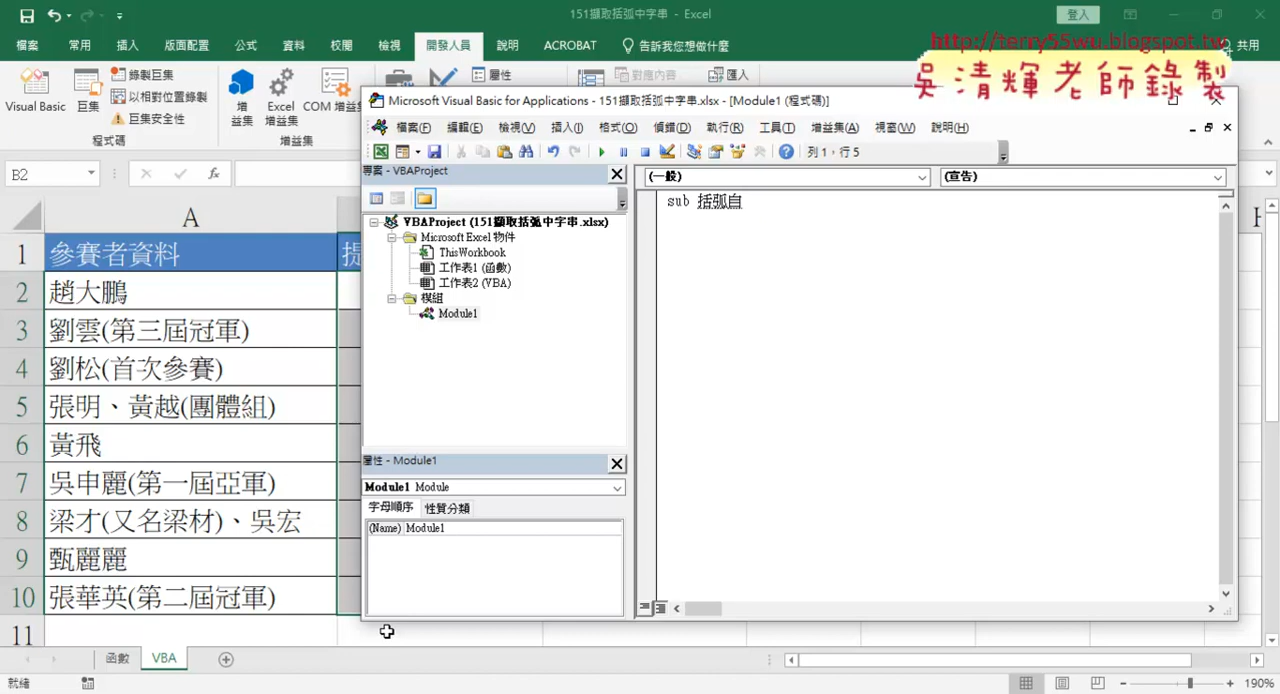 151擷取括弧中字串 - Excel
登入
檔案 常用 插入 版面配置 公式 資料 校閱 檢視 開發人員 說明 ACROBAT 告訴我您想做什麼 共用
http://terry55wu.blogspot.tw
吳清輝老師錄製
Visual Basic
巨集
錄製巨集
以相對位置錄製
巨集安全性
程式碼
增益集
Excel 增益集
COM 增益集
增益集
屬性
對應內容
匯入
B2
fx
A
1 參賽者資料
2 趙大鵬
3 劉雲(第三屆冠軍)
4 劉松(首次參賽)
5 張明、黃越(團體組)
6 黃飛
7 吳申麗(第一屆亞軍)
8 梁才(又名梁材)、吳宏
9 甄麗麗
10 張華英(第二屆冠軍)
11
Microsoft Visual Basic for Applications - 151擷取括弧中字串.xlsx - [Module1 (程式碼)]
檔案(F) 編輯(E) 檢視(V) 插入(I) 格式(O) 偵錯(D) 執行(R) 工具(T) 增益集(A) 視窗(W) 說明(H)
列 1，行 5
專案 - VBAProject
VBAProject (151擷取括弧中字串.xlsx)
Microsoft Excel 物件
ThisWorkbook
工作表1 (函數)
工作表2 (VBA)
模組
Module1
屬性 - Module1
Module1 Module
字母順序 性質分類
(Name) Module1
(一般) (宣告)
sub 括弧自
函數 VBA
就緒
190%